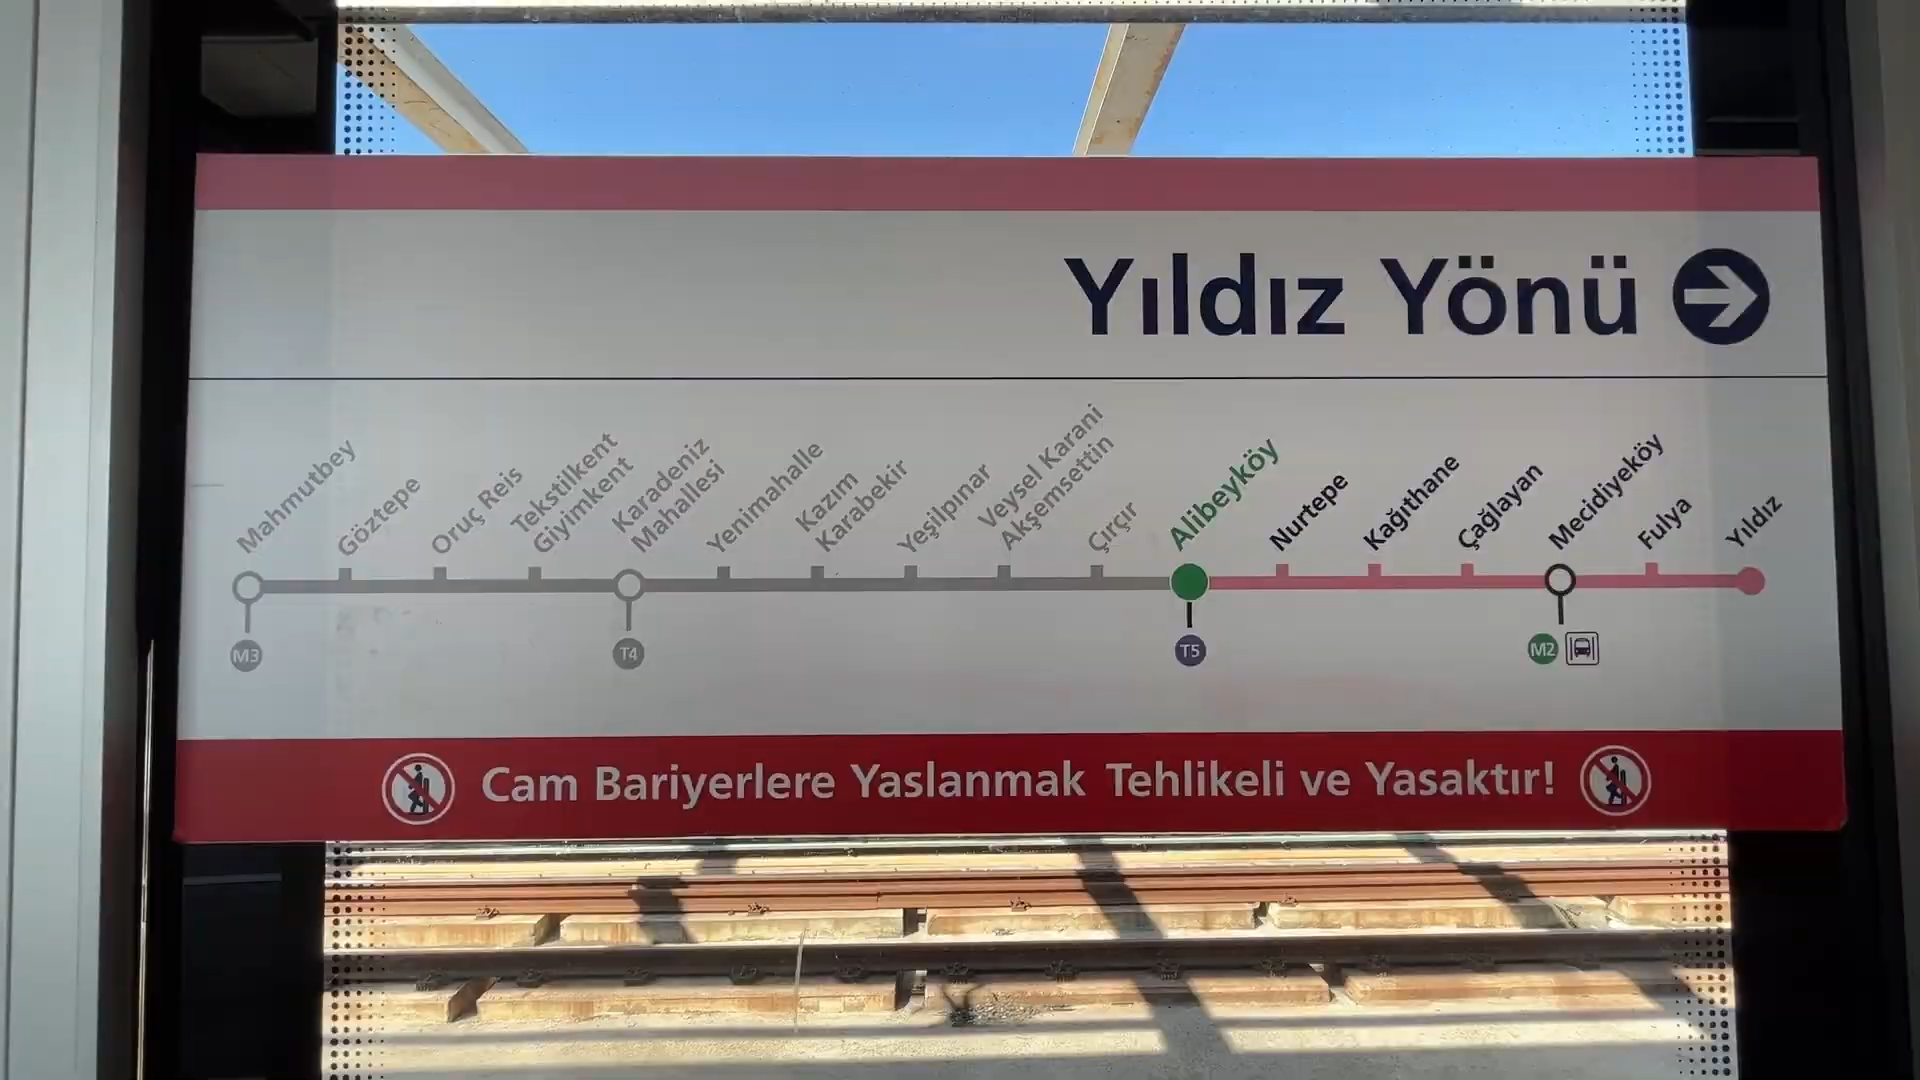 Yıldız Yönü
Mahmutbey
Göztepe
Oruç Reis
Tekstilkent
Giyimkent
Karadeniz
Mahallesi
Yenimahalle
Kazım
Karabekir
Yeşilpınar
Veysel Karani
Akşemsettin
Çırçır
Alibeyköy
Nurtepe
Kağıthane
Çağlayan
Mecidiyeköy
Fulya
Yıldız
M3
T4
T5
M2
Cam Bariyerlere Yaslanmak Tehlikeli ve Yasaktır!